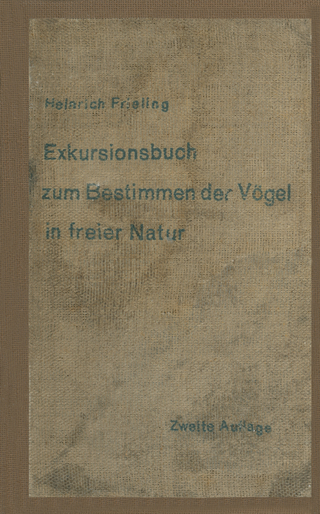 Heinrich Frieling
Exkursionsbuch
zum Bestimmen der Vögel
in freier Natur
Zweite Auflage